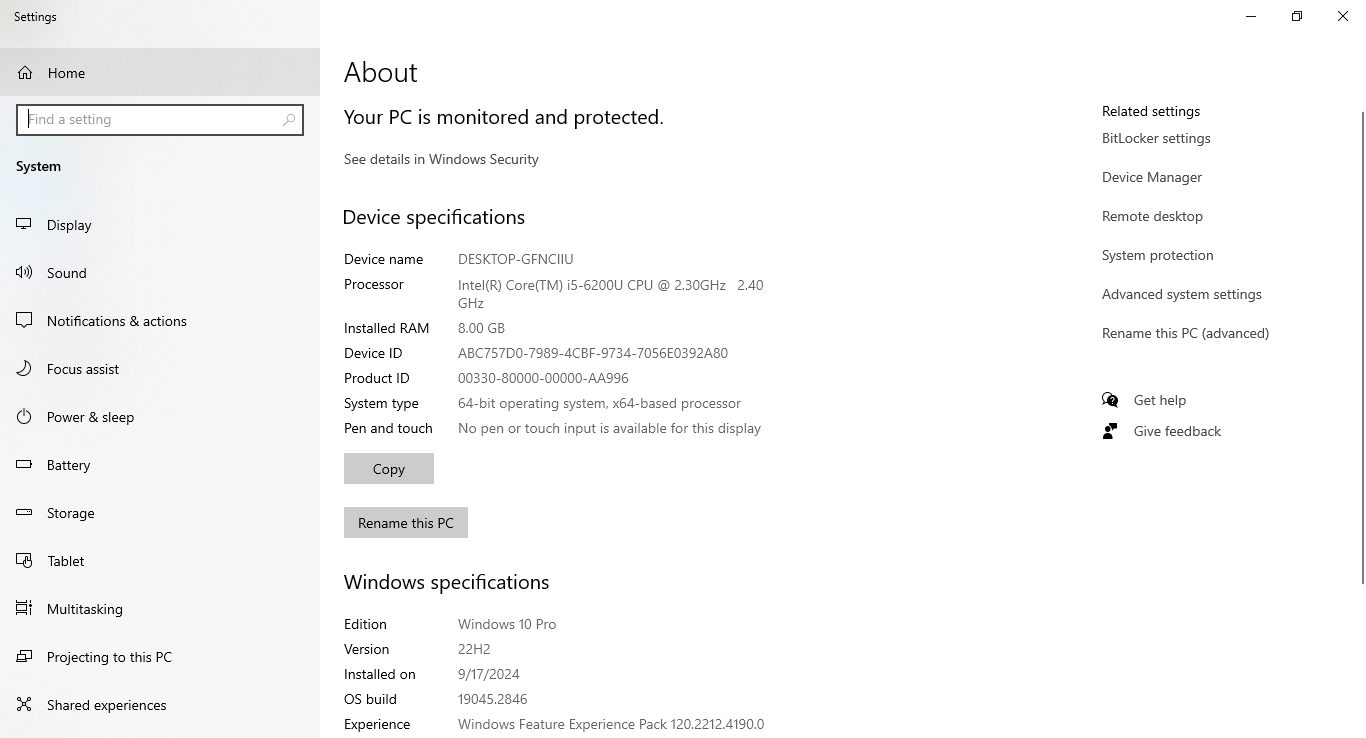 Settings
Home
Find a setting
System
Display
Sound
Notifications & actions
Focus assist
Power & sleep
Battery
Storage
Tablet
Multitasking
Projecting to this PC
Shared experiences
About
Your PC is monitored and protected.
See details in Windows Security
Device specifications
Device name DESKTOP-GFNCIIU
Processor Intel(R) Core(TM) i5-6200U CPU @ 2.30GHz 2.40
GHz
Installed RAM 8.00 GB
Device ID ABC757D0-7989-4CBF-9734-7056E0392A80
Product ID 00330-80000-00000-AA996
System type 64-bit operating system, x64-based processor
Pen and touch No pen or touch input is available for this display
Copy
Rename this PC
Windows specifications
Edition Windows 10 Pro
Version 22H2
Installed on 9/17/2024
OS build 19045.2846
Experience Windows Feature Experience Pack 120.2212.4190.0
Related settings
BitLocker settings
Device Manager
Remote desktop
System protection
Advanced system settings
Rename this PC (advanced)
Get help
Give feedback